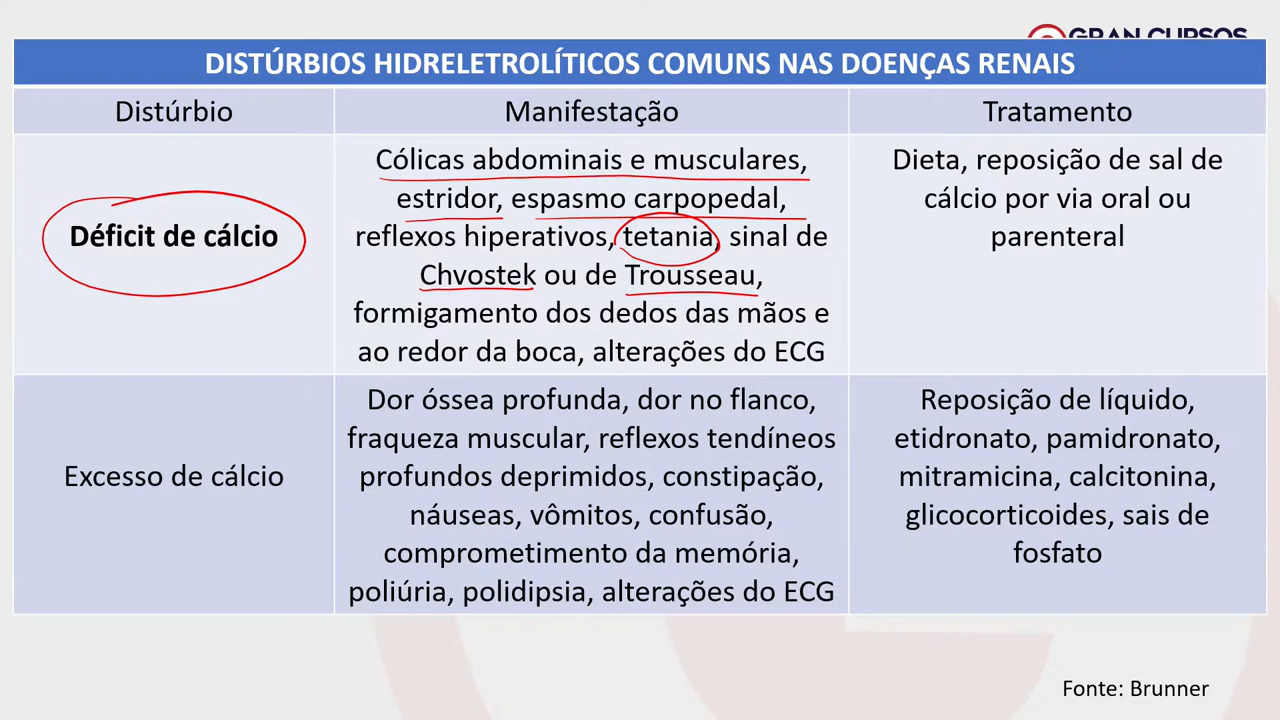 GRAN CURSOS
DISTÚRBIOS HIDRELETROLÍTICOS COMUNS NAS DOENÇAS RENAIS
Distúrbio
Manifestação
Tratamento
Déficit de cálcio
Cólicas abdominais e musculares,
estridor, espasmo carpopedal,
reflexos hiperativos, tetania, sinal de
Chvostek ou de Trousseau,
formigamento dos dedos das mãos e
ao redor da boca, alterações do ECG
Dieta, reposição de sal de
cálcio por via oral ou
parenteral
Excesso de cálcio
Dor óssea profunda, dor no flanco,
fraqueza muscular, reflexos tendíneos
profundos deprimidos, constipação,
náuseas, vômitos, confusão,
comprometimento da memória,
poliúria, polidipsia, alterações do ECG
Reposição de líquido,
etidronato, pamidronato,
mitramicina, calcitonina,
glicocorticoides, sais de
fosfato
Fonte: Brunner